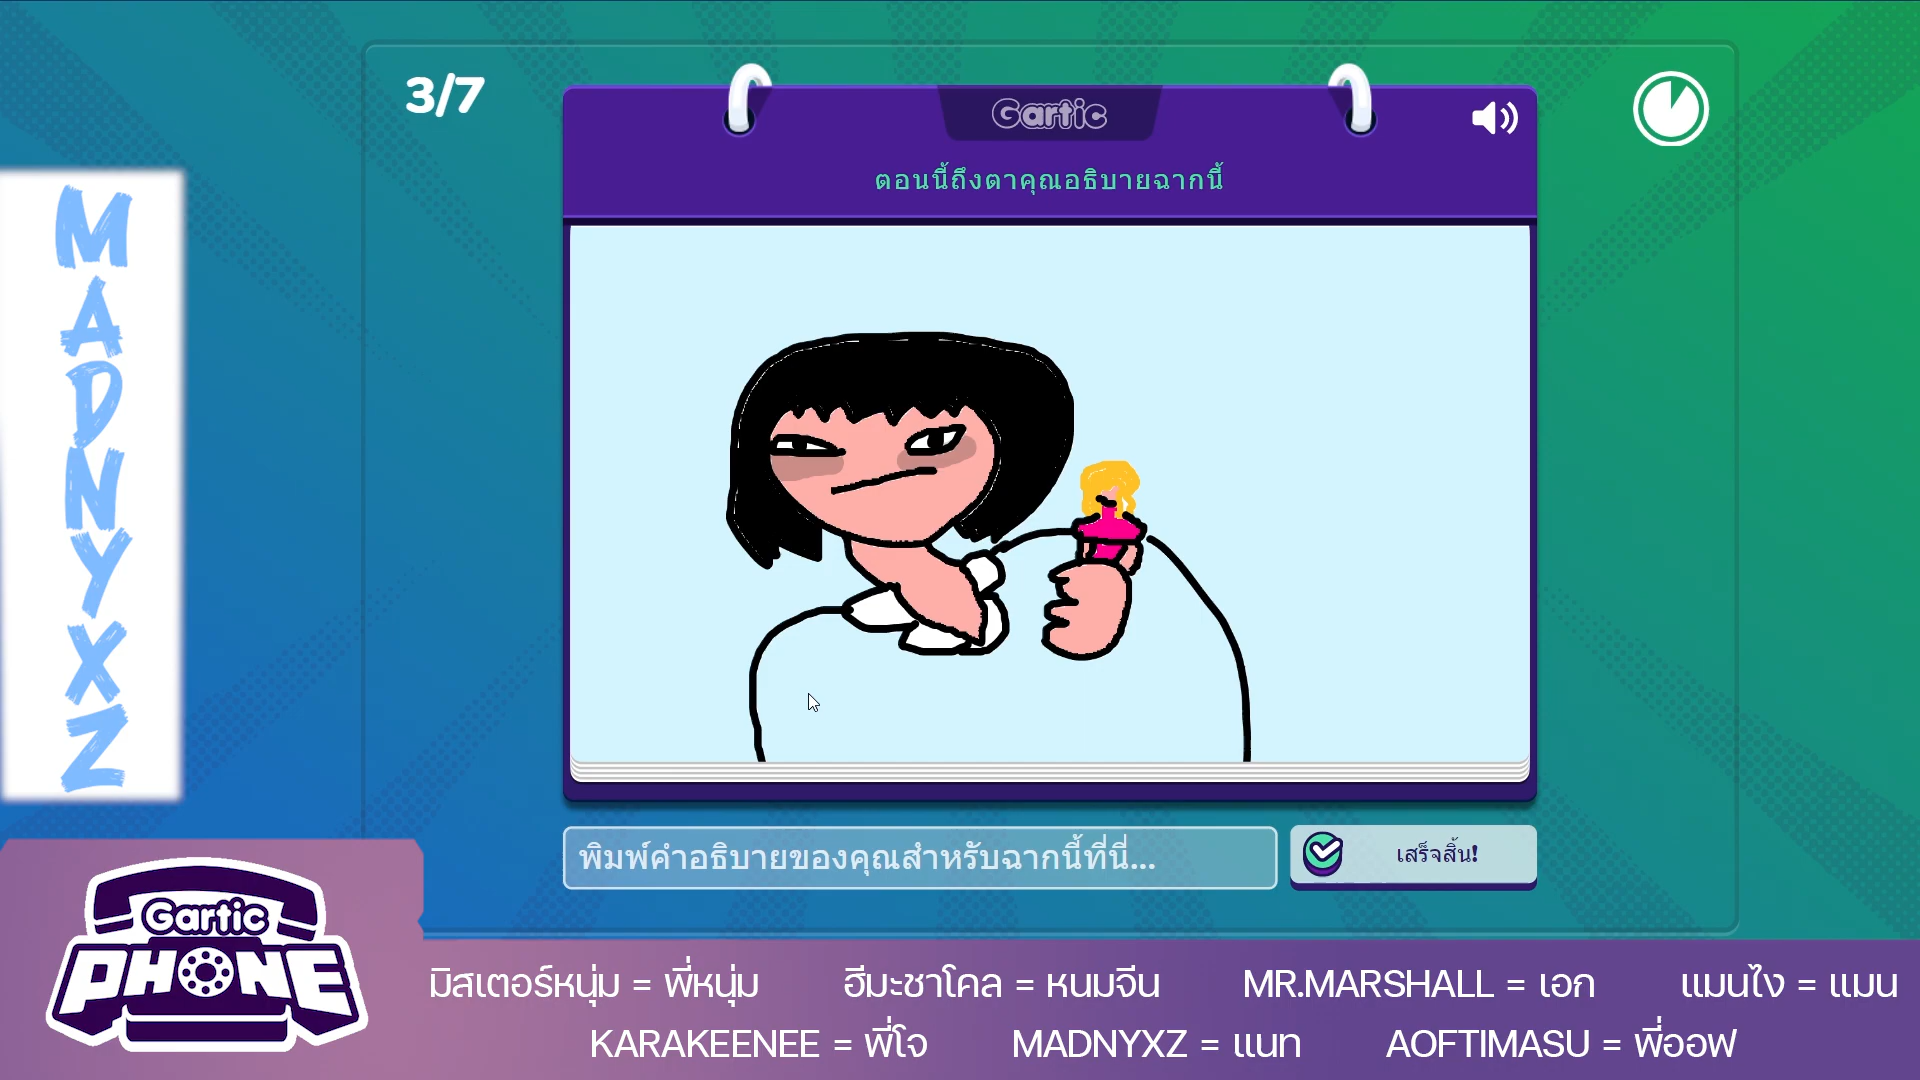 3/7
Gartic
ตอนนี้ถึงตาคุณอธิบายฉากนี้
MADNYXZ
พิมพ์คำอธิบายของคุณสำหรับฉากนี้ที่นี่...
เสร็จสิ้น!
Gartic
PHONE
มิสเตอร์หนุ่ม = พี่หนุ่ม ฮีมะชาโคล = หนมจีน MR.MARSHALL = เอก แมนไง = แมน
KARAKEENEE = พี่โจ MADNYXZ = แนท AOFTIMASU = พี่ออฟ